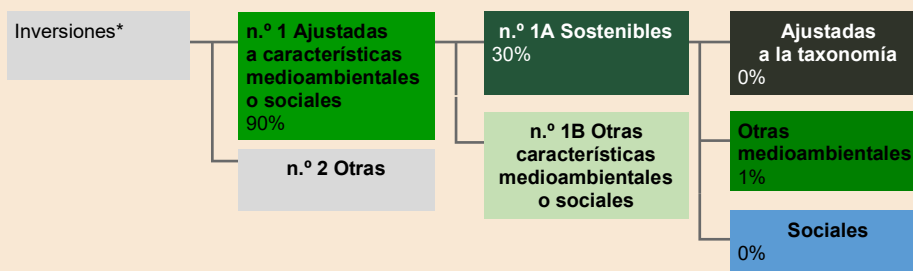 Inversiones*
n.º 1 Ajustadas
a características
medioambientales
o sociales
90%
n.º 2 Otras
n.º 1A Sostenibles
30%
n.º 1B Otras
características
medioambientales
o sociales
Ajustadas
a la taxonomía
0%
Otras
medioambientales
1%
Sociales
0%